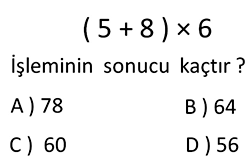 ( 5 + 8 ) × 6
İşleminin sonucu kaçtır ?
A ) 78 B ) 64
C ) 60 D ) 56